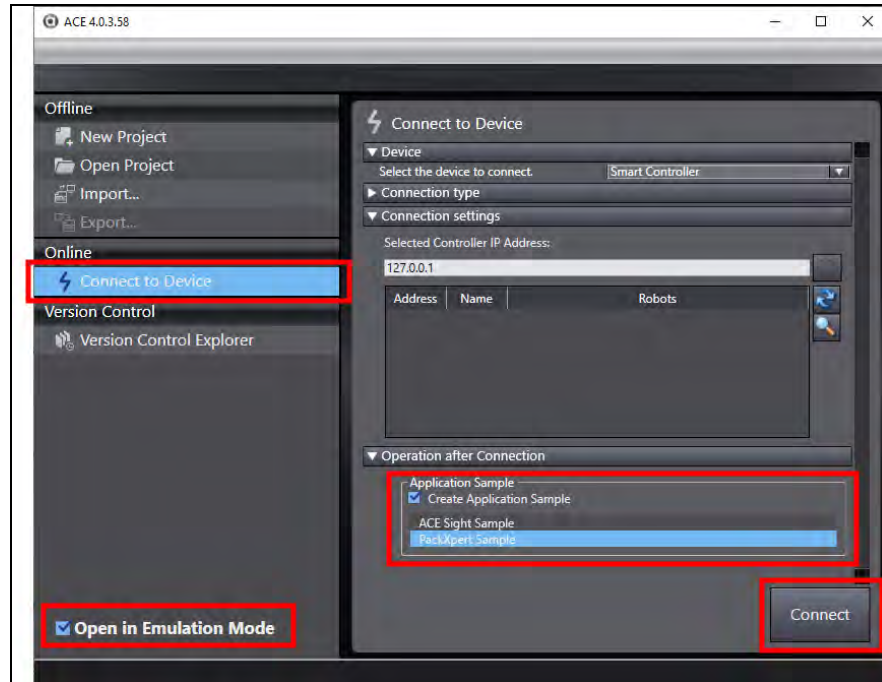 ACE 4.0.3.58
Offline
New Project
Open Project
Import...
Export...
Online
Connect to Device
Version Control
Version Control Explorer
Open in Emulation Mode
Connect to Device
Device
Select the device to connect. Smart Controller
Connection type
Connection settings
Selected Controller IP Address:
127.0.0.1
Address Name Robots
Operation after Connection
Application Sample
Create Application Sample
ACE Sight Sample
PackXpert Sample
Connect